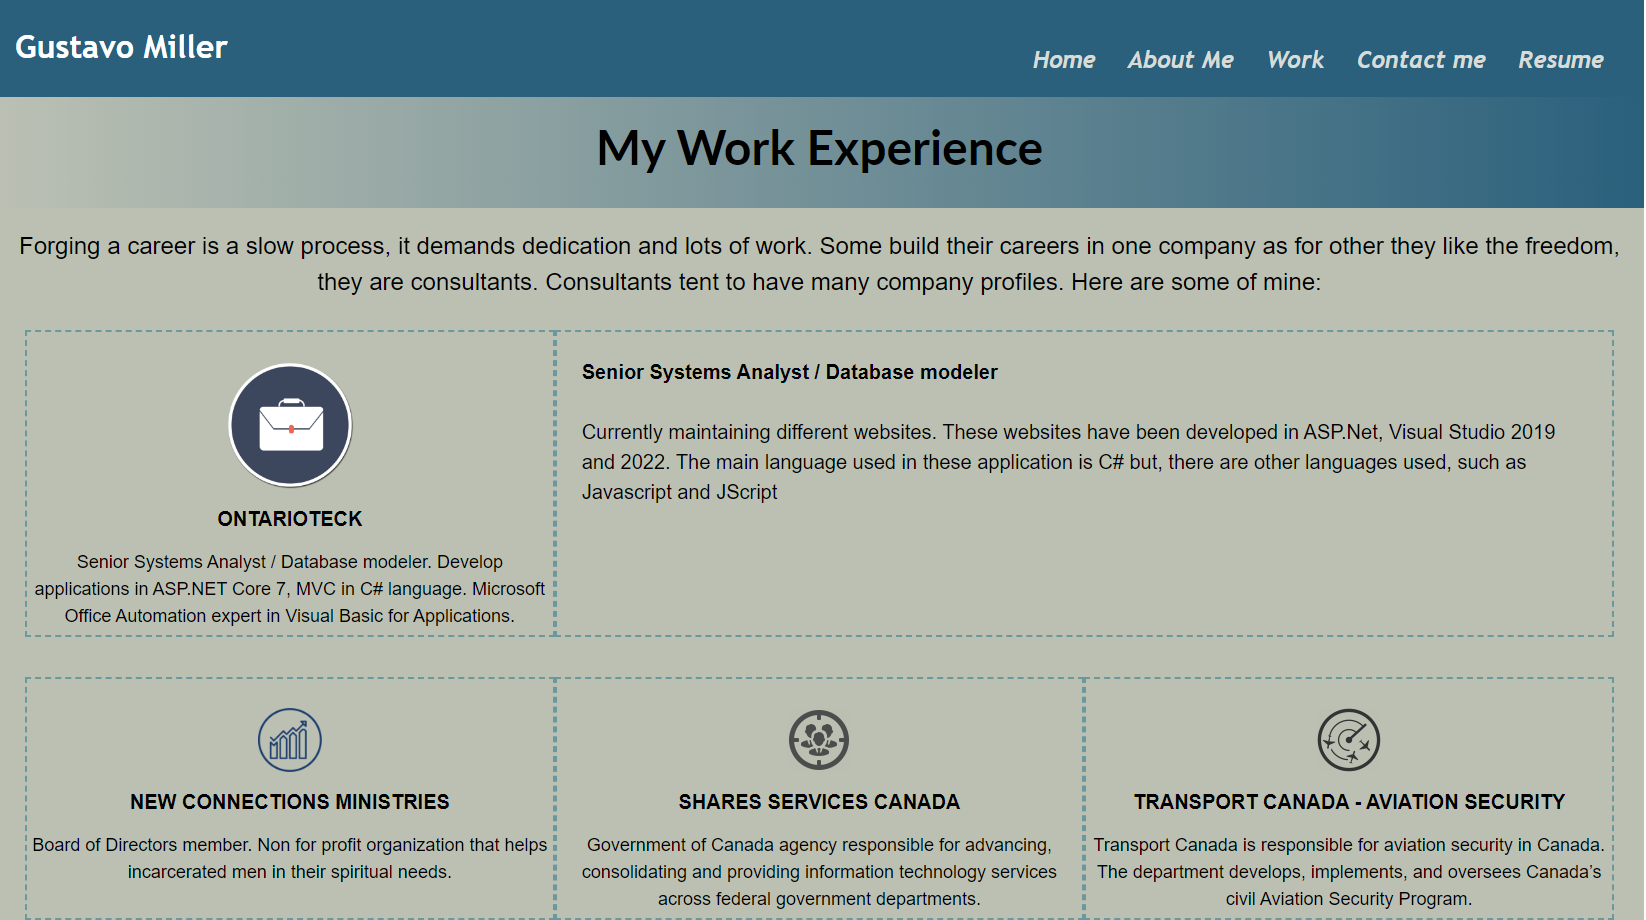 Gustavo Miller
Home About Me Work Contact me Resume
My Work Experience
Forging a career is a slow process, it demands dedication and lots of work. Some build their careers in one company as for other they like the freedom,
they are consultants. Consultants tent to have many company profiles. Here are some of mine:
ONTARIOTECK
Senior Systems Analyst / Database modeler. Develop
applications in ASP.NET Core 7, MVC in C# language. Microsoft
Office Automation expert in Visual Basic for Applications.
Senior Systems Analyst / Database modeler
Currently maintaining different websites. These websites have been developed in ASP.Net, Visual Studio 2019
and 2022. The main language used in these application is C# but, there are other languages used, such as
Javascript and JScript
NEW CONNECTIONS MINISTRIES
Board of Directors member. Non for profit organization that helps
incarcerated men in their spiritual needs.
SHARES SERVICES CANADA
Government of Canada agency responsible for advancing,
consolidating and providing information technology services
across federal government departments.
TRANSPORT CANADA - AVIATION SECURITY
Transport Canada is responsible for aviation security in Canada.
The department develops, implements, and oversees Canada’s
civil Aviation Security Program.